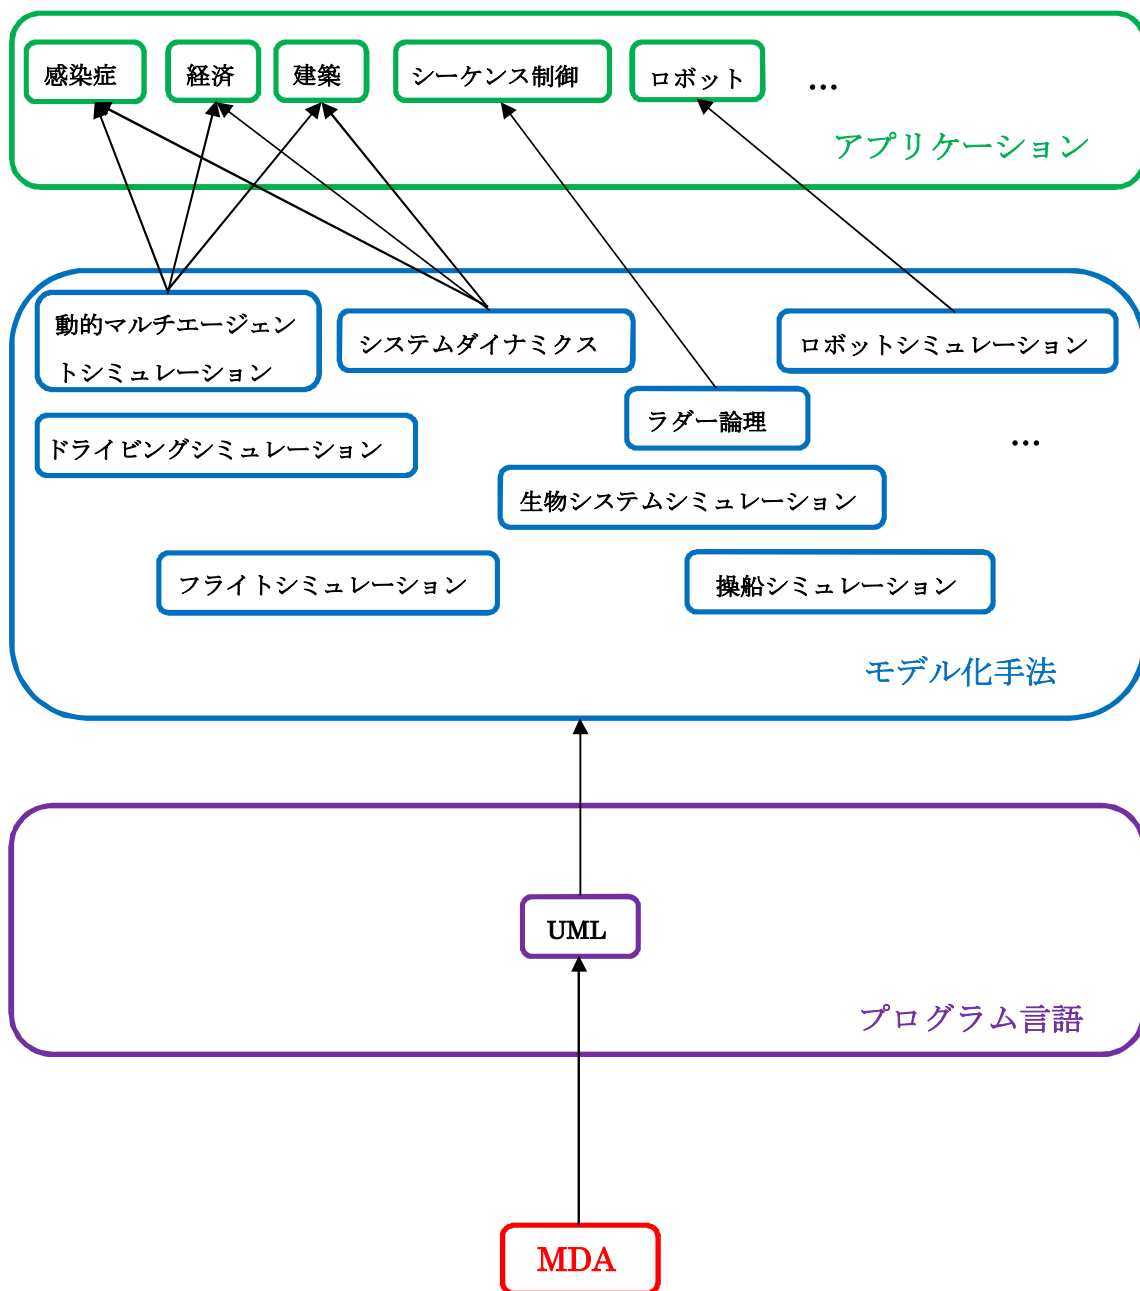 感染症
経済
建築
シーケンス制御
ロボット
…
アプリケーション
動的マルチエージェン
トシミュレーション
システムダイナミクス
ロボットシミュレーション
ラダー論理
ドライビングシミュレーション
…
生物システムシミュレーション
フライトシミュレーション
操船シミュレーション
モデル化手法
UML
プログラム言語
MDA